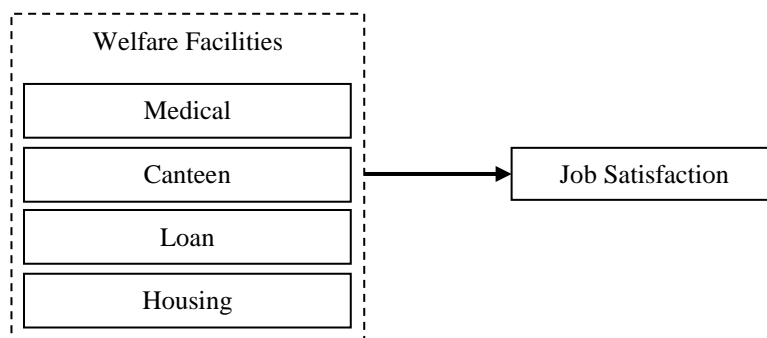 Welfare Facilities
Medical
Canteen
Loan
Housing
Job Satisfaction